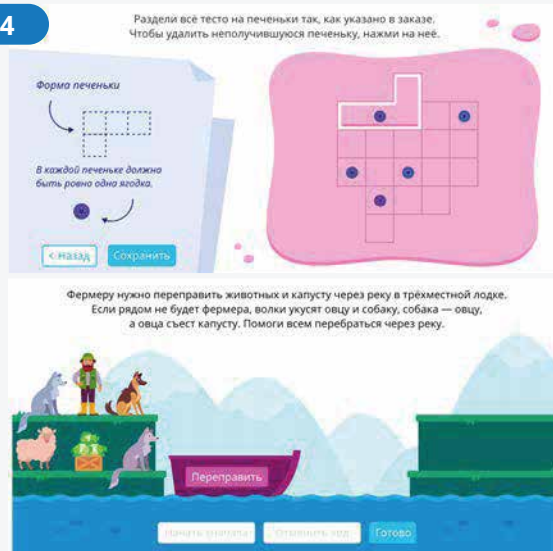 4
Раздели всё тесто на печеньки так, как указано в заказе.
Чтобы удалить неполучившуюся печеньку, нажми на неё.
Форма печеньки
В каждой печеньке должна
быть ровно одна ягодка.
< Назад
Сохранить
Фермеру нужно переправить животных и капусту через реку в трёхместной лодке.
Если рядом не будет фермера, волки укусят овцу и собаку, собака — овцу,
а овца съест капусту. Помоги всем перебраться через реку.
Переправить
Начать сначала
Отменить ход
Готово